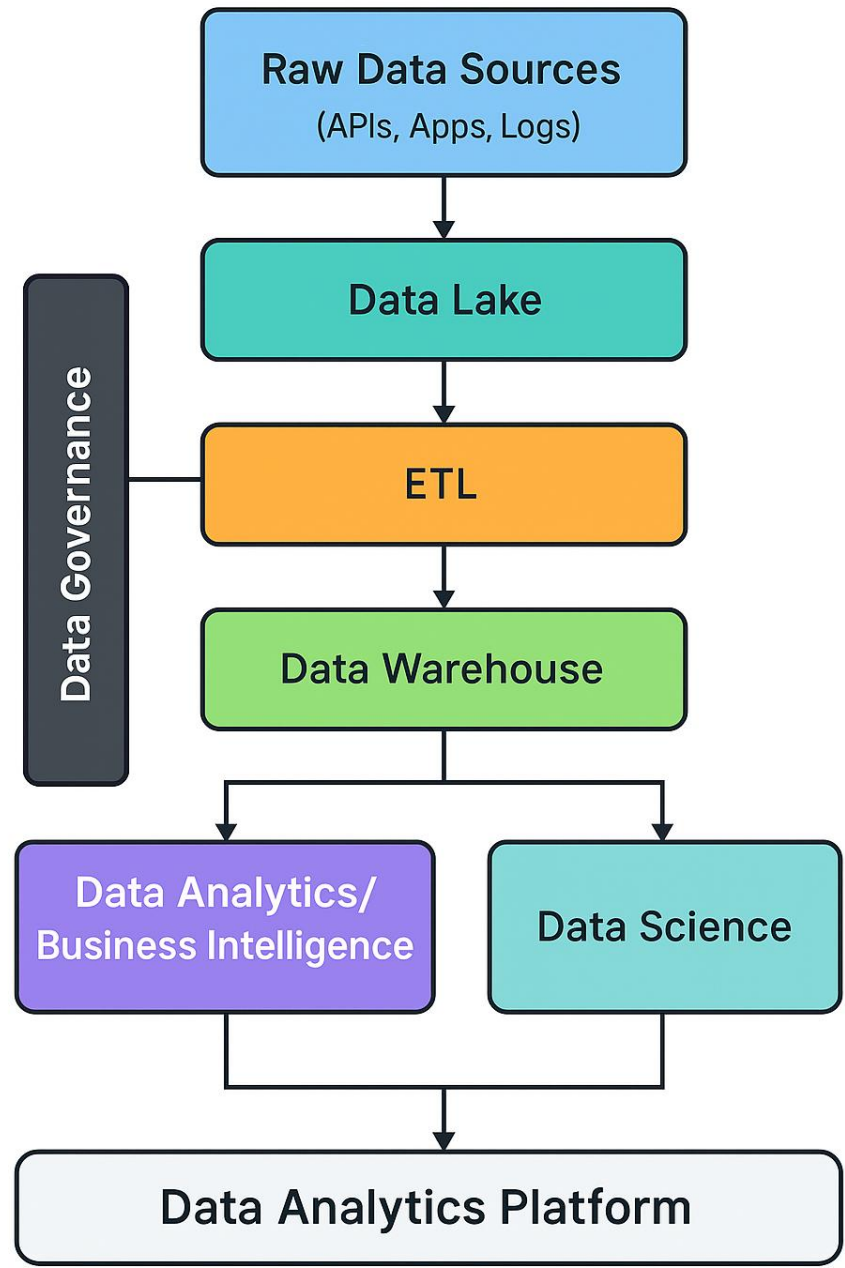 Raw Data Sources
(APIs, Apps, Logs)
Data Lake
Data Governance
ETL
Data Warehouse
Data Analytics/
Business Intelligence
Data Science
Data Analytics Platform